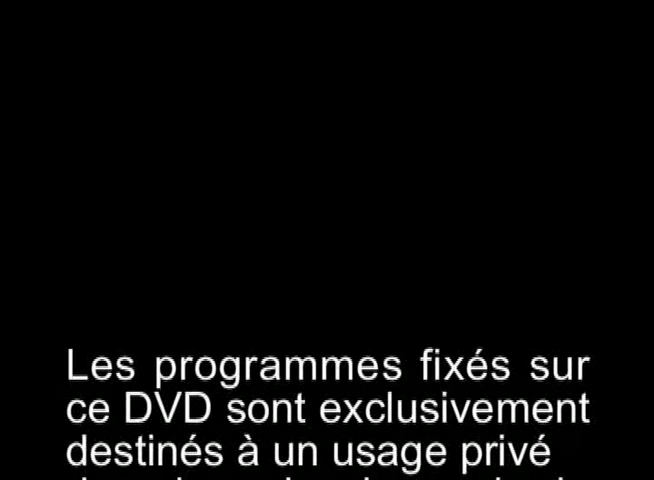 Les programmes fixés sur
ce DVD sont exclusivement
destinés à un usage privé